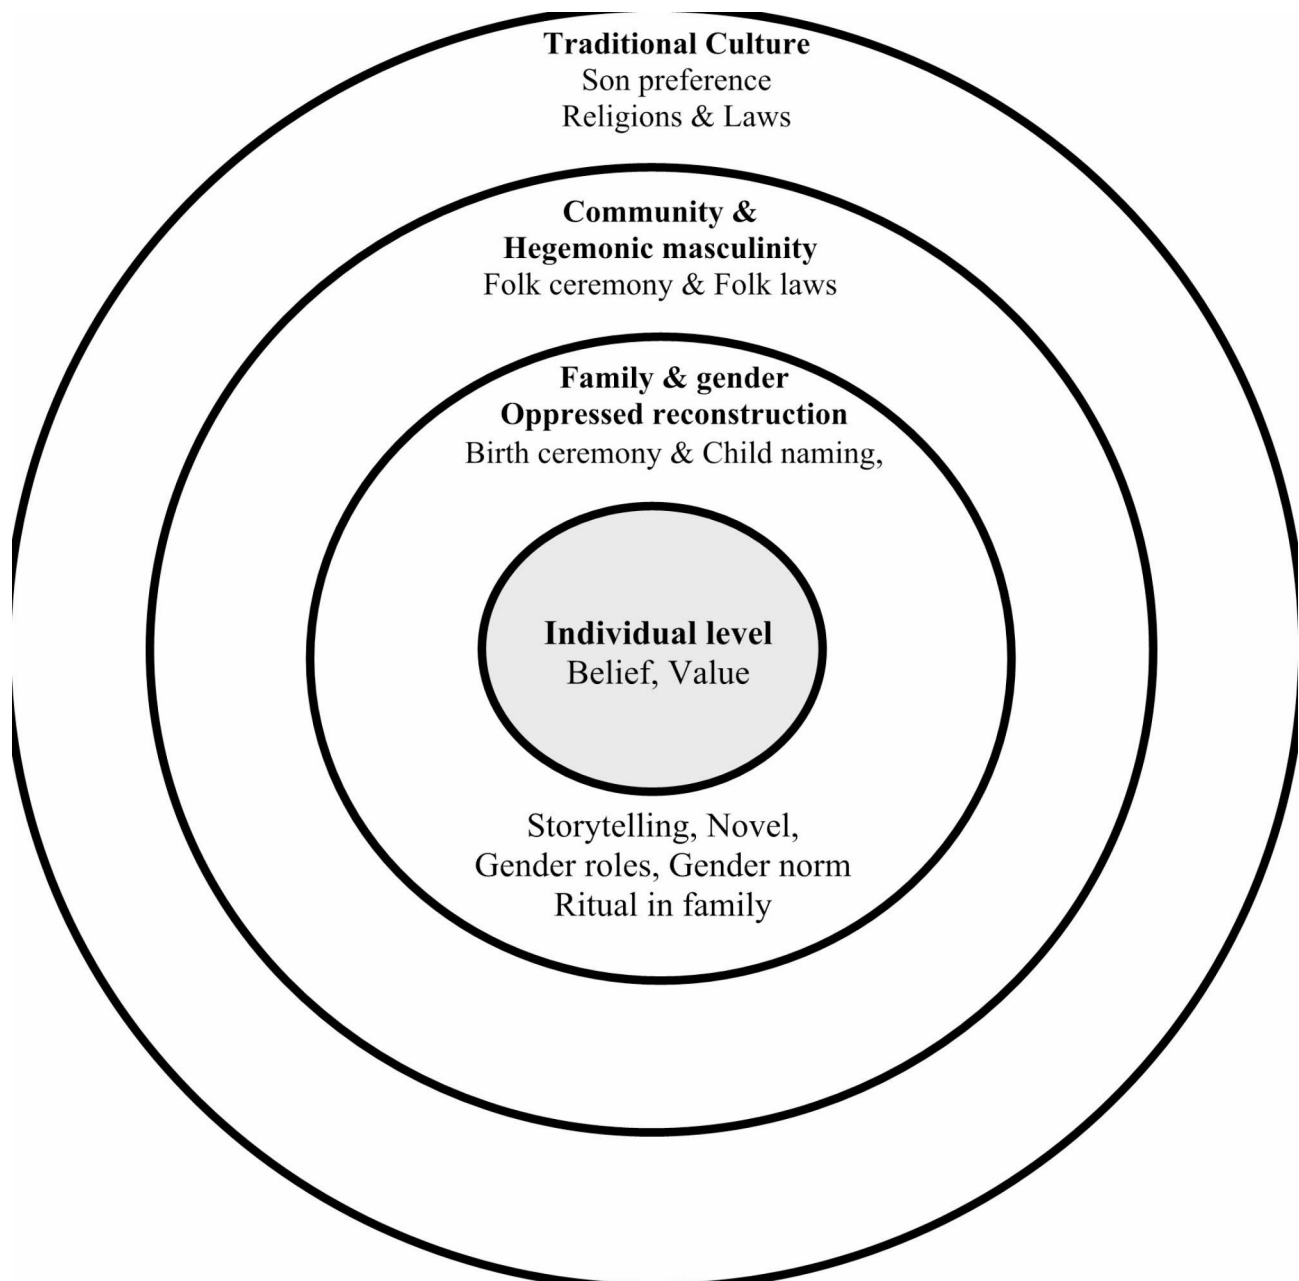 Traditional Culture
Son preference
Religions & Laws
Community &
Hegemonic masculinity
Folk ceremony & Folk laws
Family & gender
Oppressed reconstruction
Birth ceremony & Child naming,
Individual level
Belief, Value
Storytelling, Novel,
Gender roles, Gender norm
Ritual in family